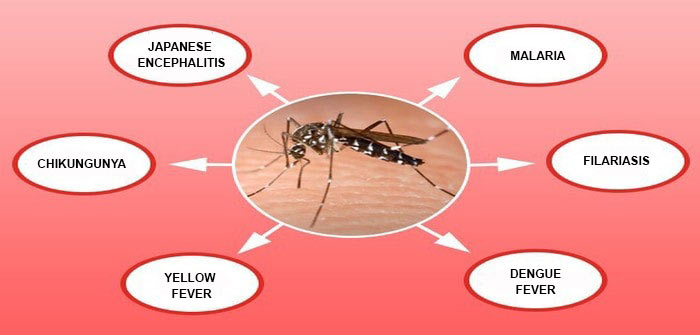 JAPANESE
ENCEPHALITIS
MALARIA
CHIKUNGUNYA
FILARIASIS
YELLOW
FEVER
DENGUE
FEVER